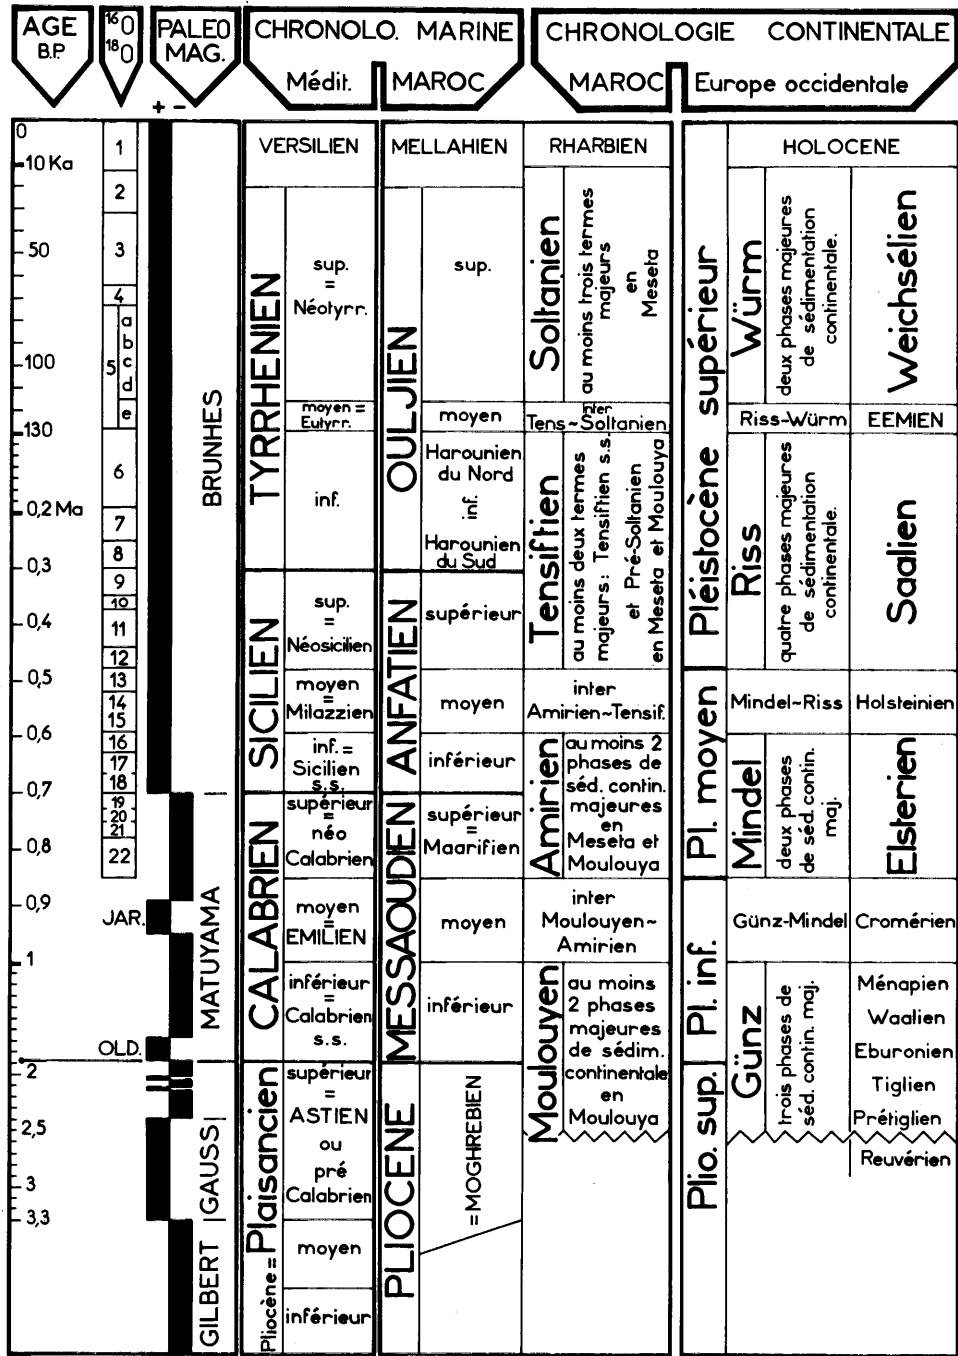 AGE
B.P.
16O
18O
PALEO
MAG.
+ -
CHRONOLO. MARINE
Médit.
MAROC
CHRONOLOGIE CONTINENTALE
MAROC
Europe occidentale
0
10 Ka
50
100
130
0,2 Ma
0,3
0,4
0,5
0,6
0,7
0,8
0,9
1
2
2,5
3
3,3
1
2
3
4
5
a
b
c
d
e
6
7
8
9
10
11
12
13
14
15
16
17
18
19
20
21
22
JAR.
OLD.
BRUNHES
MATUYAMA
GAUSS
GILBERT
VERSILIEN
TYRRHENIEN
sup.
=
Néotyrr.
moyen =
Eutyrr.
inf.
SICILIEN
sup.
=
Néosicilien
moyen
=
Milazzien
inf. =
Sicilien
s.s.
CALABRIEN
supérieur
=
néo
Calabrien
moyen
=
EMILIEN
inférieur
=
Calabrien
s.s.
Pliocène = Plaisancien
supérieur
=
ASTIEN
ou
pré
Calabrien
moyen
inférieur
MELLAHIEN
OULJIEN
sup.
moyen
Harounien
du Nord
inf.
Harounien
du Sud
ANFATIEN
supérieur
moyen
inférieur
MESSAOUDIEN
supérieur
=
Maarifien
moyen
inférieur
PLIOCENE
= MOGHREBIEN
RHARBIEN
Soltanien
au moins trois termes
majeurs
en
Meseta
inter
Tens~Soltanien
Tensiftien
au moins deux termes
majeurs: Tensiftien s.s.
et Pré-Soltanien
en Meseta et Moulouya
inter
Amirien~Tensif.
Amirien
au moins 2
phases de
séd. contin.
majeures
en
Meseta et
Moulouya
inter
Moulouyen~
Amirien
Moulouyen
au moins
2 phases
majeures
de sédim.
continentale
en
Moulouya
Pléistocène supérieur
Pl. moyen
Pl. inf.
Plio. sup.
HOLOCENE
Würm
deux phases majeures
de sédimentation
continentale.
Weichsélien
Riss-Würm
EEMIEN
Riss
quatre phases majeures
de sédimentation
continentale.
Saalien
Mindel~Riss
Holsteinien
Mindel
deux phases
de séd. contin.
maj.
Elsterien
Günz-Mindel
Cromérien
Günz
trois phases de
séd. contin. maj.
Ménapien
Waalien
Eburonien
Tiglien
Prétiglien
Reuvérien